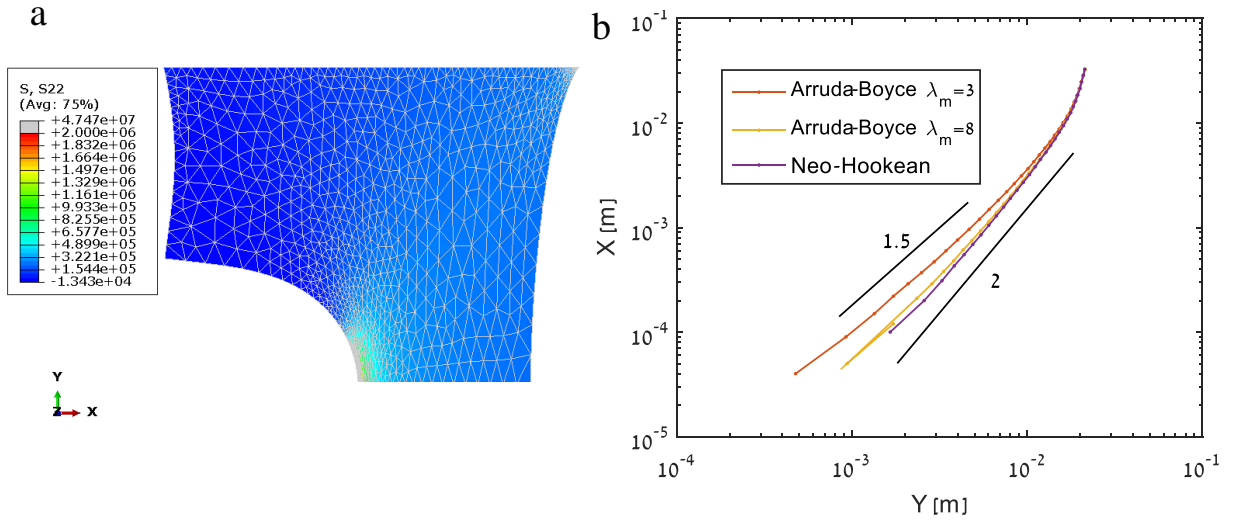 a
S, S22
(Avg: 75%)
+4.747e+07
+2.000e+06
+1.832e+06
+1.664e+06
+1.497e+06
+1.329e+06
+1.161e+06
+9.933e+05
+8.255e+05
+6.577e+05
+4.899e+05
+3.221e+05
+1.544e+05
-1.343e+04
Y
Z
X
b
10^-1
10^-2
10^-3
10^-4
10^-5
X [m]
Arruda-Boyce λ_m=3
Arruda-Boyce λ_m=8
Neo-Hookean
1.5
2
10^-4
10^-3
10^-2
10^-1
Y [m]